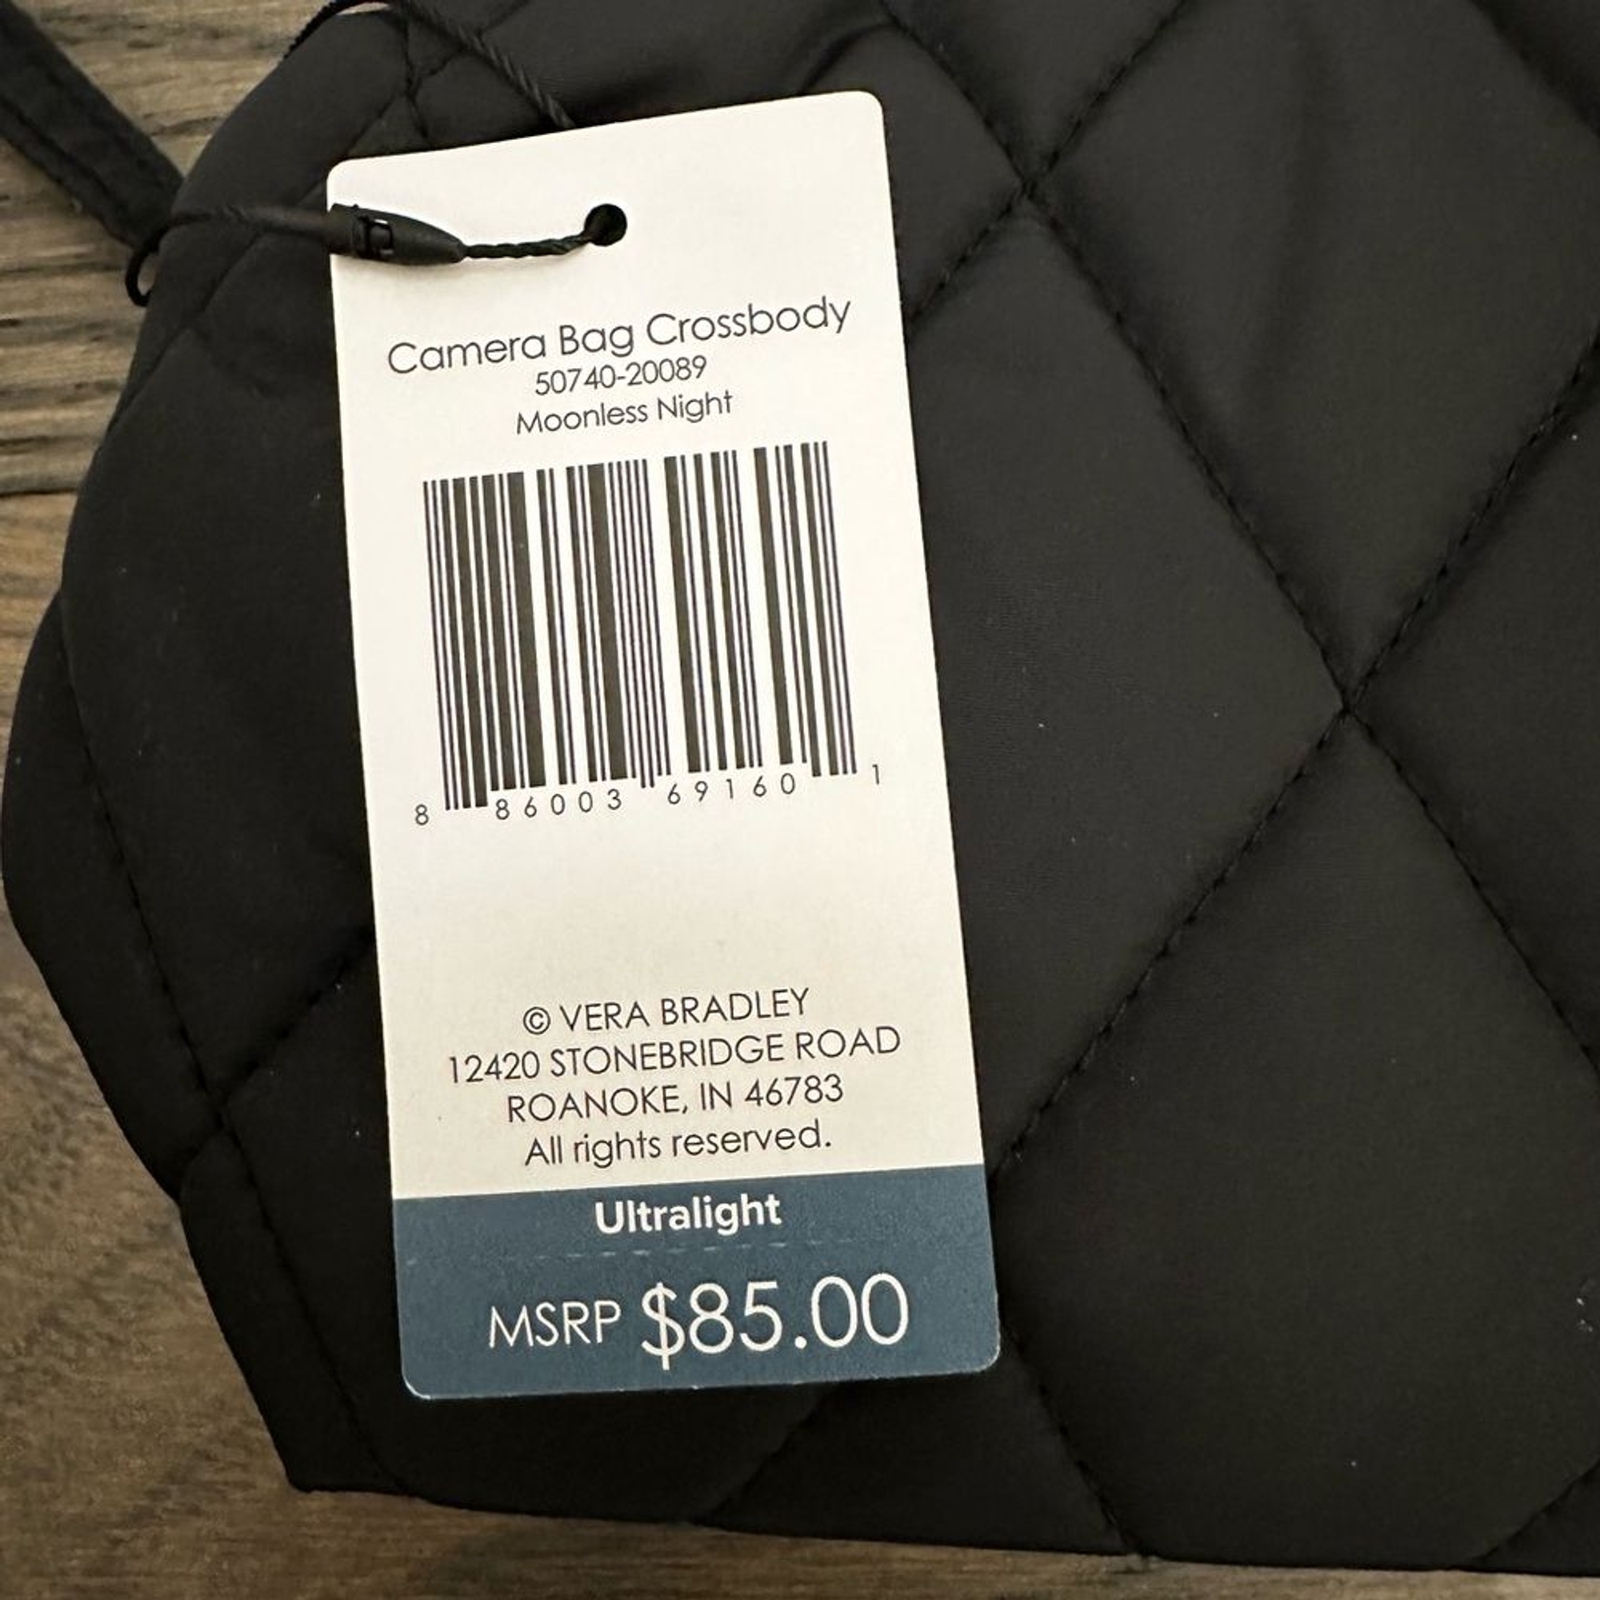 Camera Bag Crossbody
50740-20089
Moonless Night
8 86003 69160 1
© VERA BRADLEY
12420 STONEBRIDGE ROAD
ROANOKE, IN 46783
All rights reserved.
Ultralight
MSRP $85.00